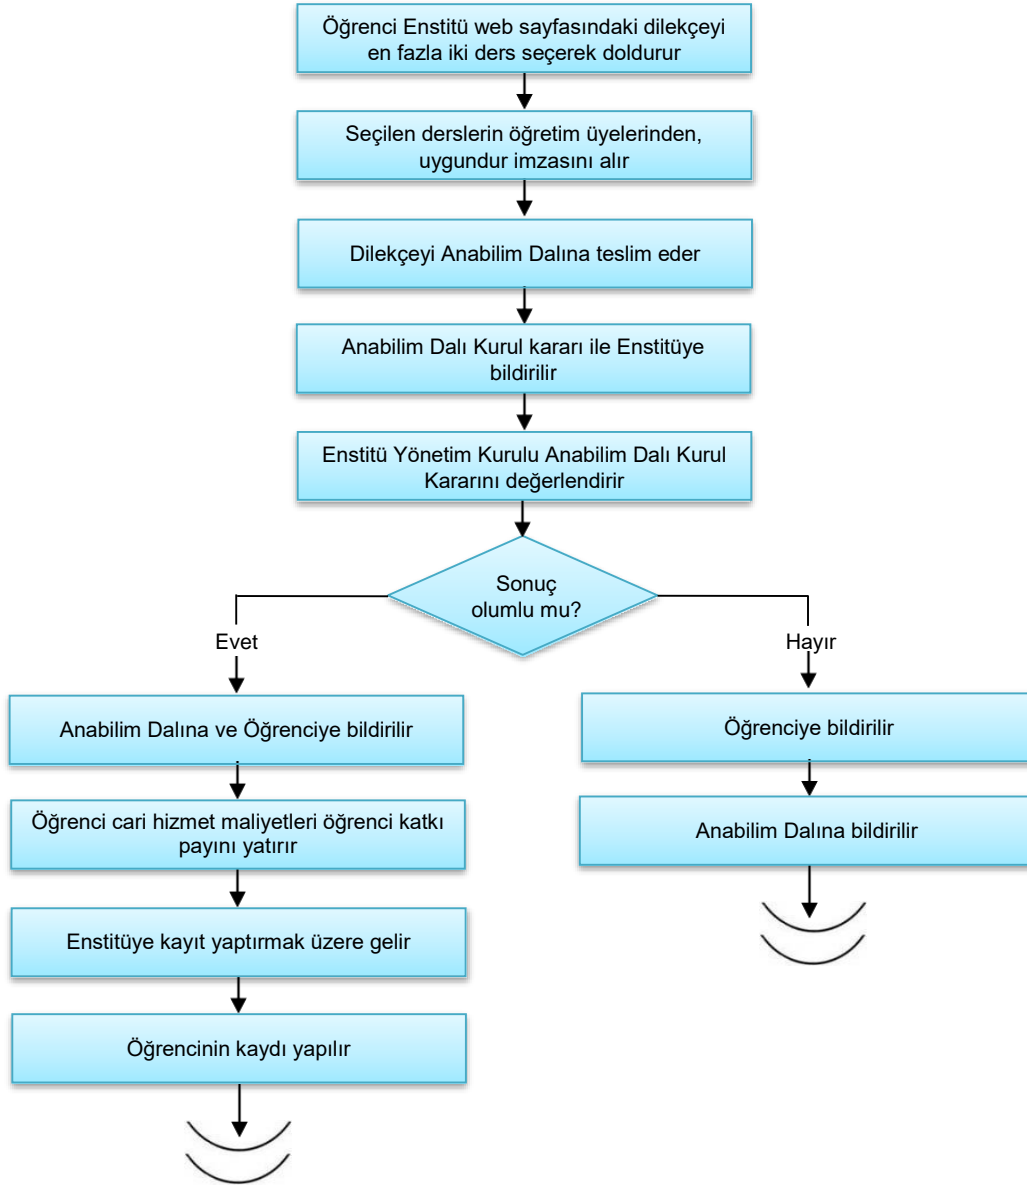 Öğrenci Enstitü web sayfasındaki dilekçeyi
en fazla iki ders seçerek doldurur
Seçilen derslerin öğretim üyelerinden,
uygundur imzasını alır
Dilekçeyi Anabilim Dalına teslim eder
Anabilim Dalı Kurul kararı ile Enstitüye
bildirilir
Enstitü Yönetim Kurulu Anabilim Dalı Kurul
Kararını değerlendirir
Sonuç
olumlu mu?
Evet
Hayır
Anabilim Dalına ve Öğrenciye bildirilir
Öğrenciye bildirilir
Öğrenci cari hizmet maliyetleri öğrenci katkı
payını yatırır
Anabilim Dalına bildirilir
Enstitüye kayıt yaptırmak üzere gelir
Öğrencinin kaydı yapılır